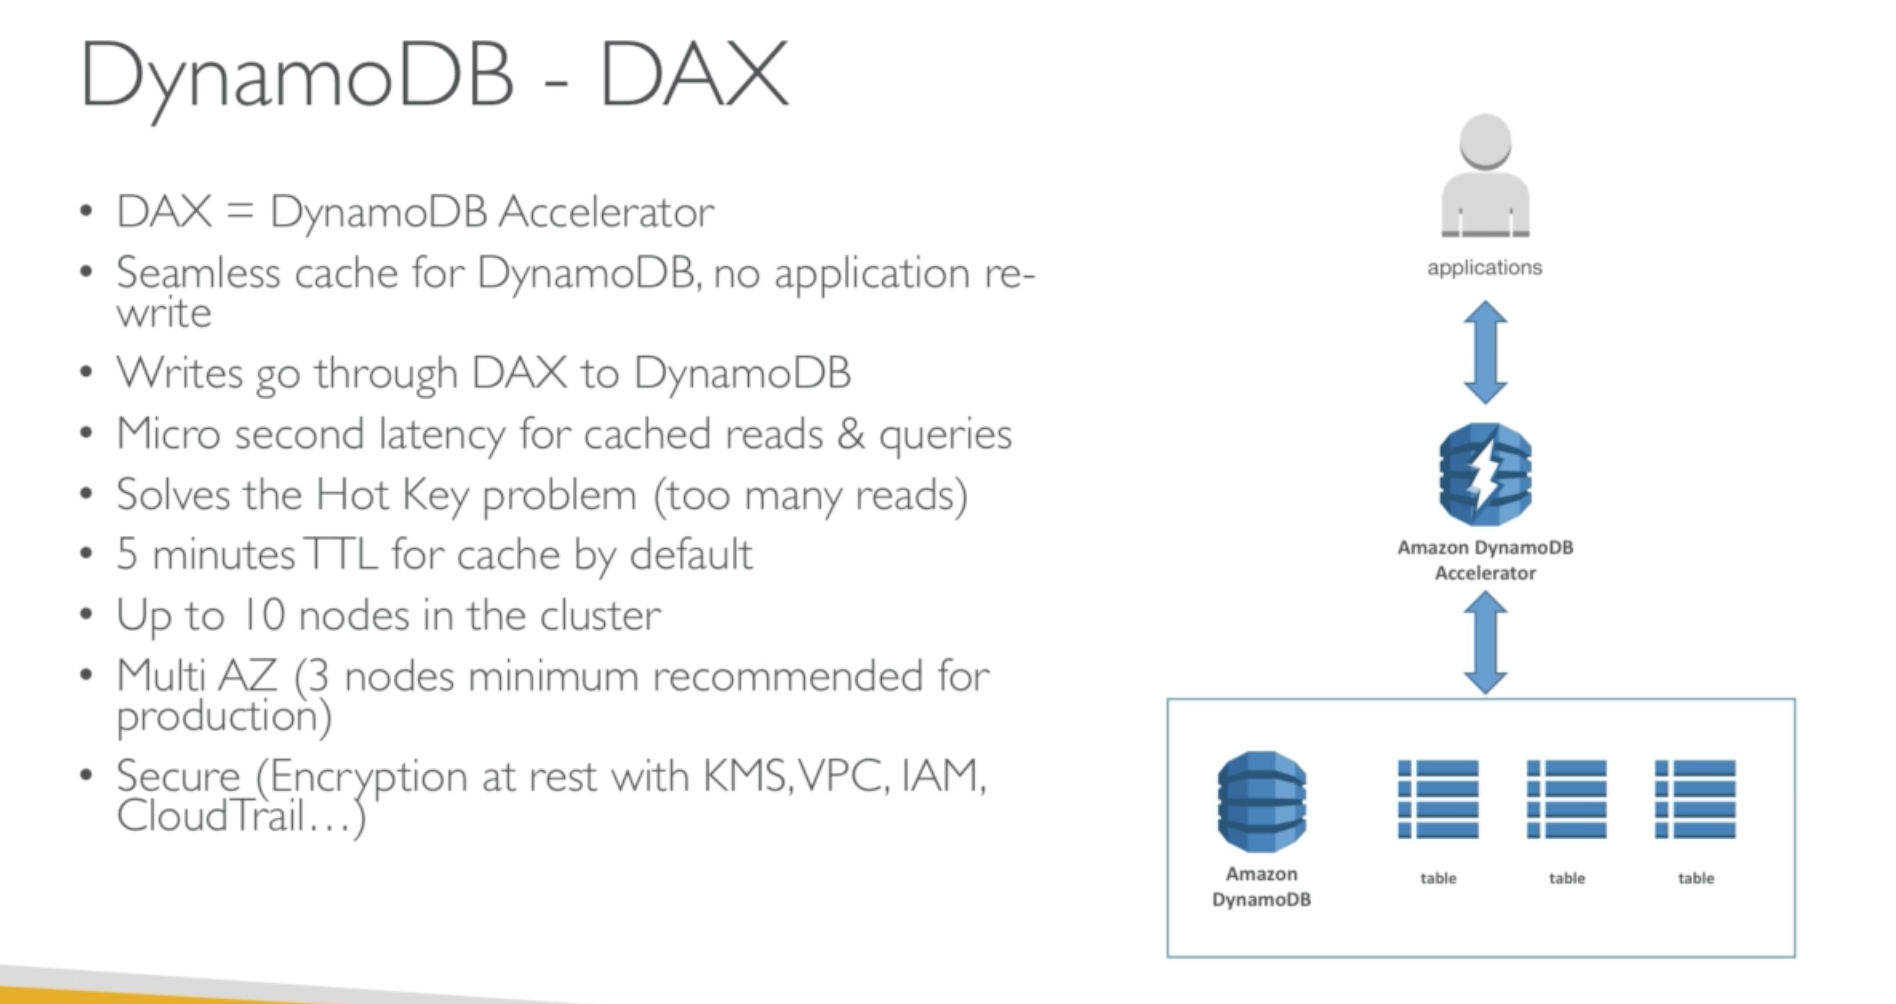 DynamoDB - DAX
• DAX = DynamoDB Accelerator
• Seamless cache for DynamoDB, no application re-
write
• Writes go through DAX to DynamoDB
• Micro second latency for cached reads & queries
• Solves the Hot Key problem (too many reads)
• 5 minutes TTL for cache by default
• Up to 10 nodes in the cluster
• Multi AZ (3 nodes minimum recommended for
production)
• Secure (Encryption at rest with KMS, VPC, IAM,
CloudTrail…)
applications
Amazon DynamoDB
Accelerator
Amazon
DynamoDB
table
table
table